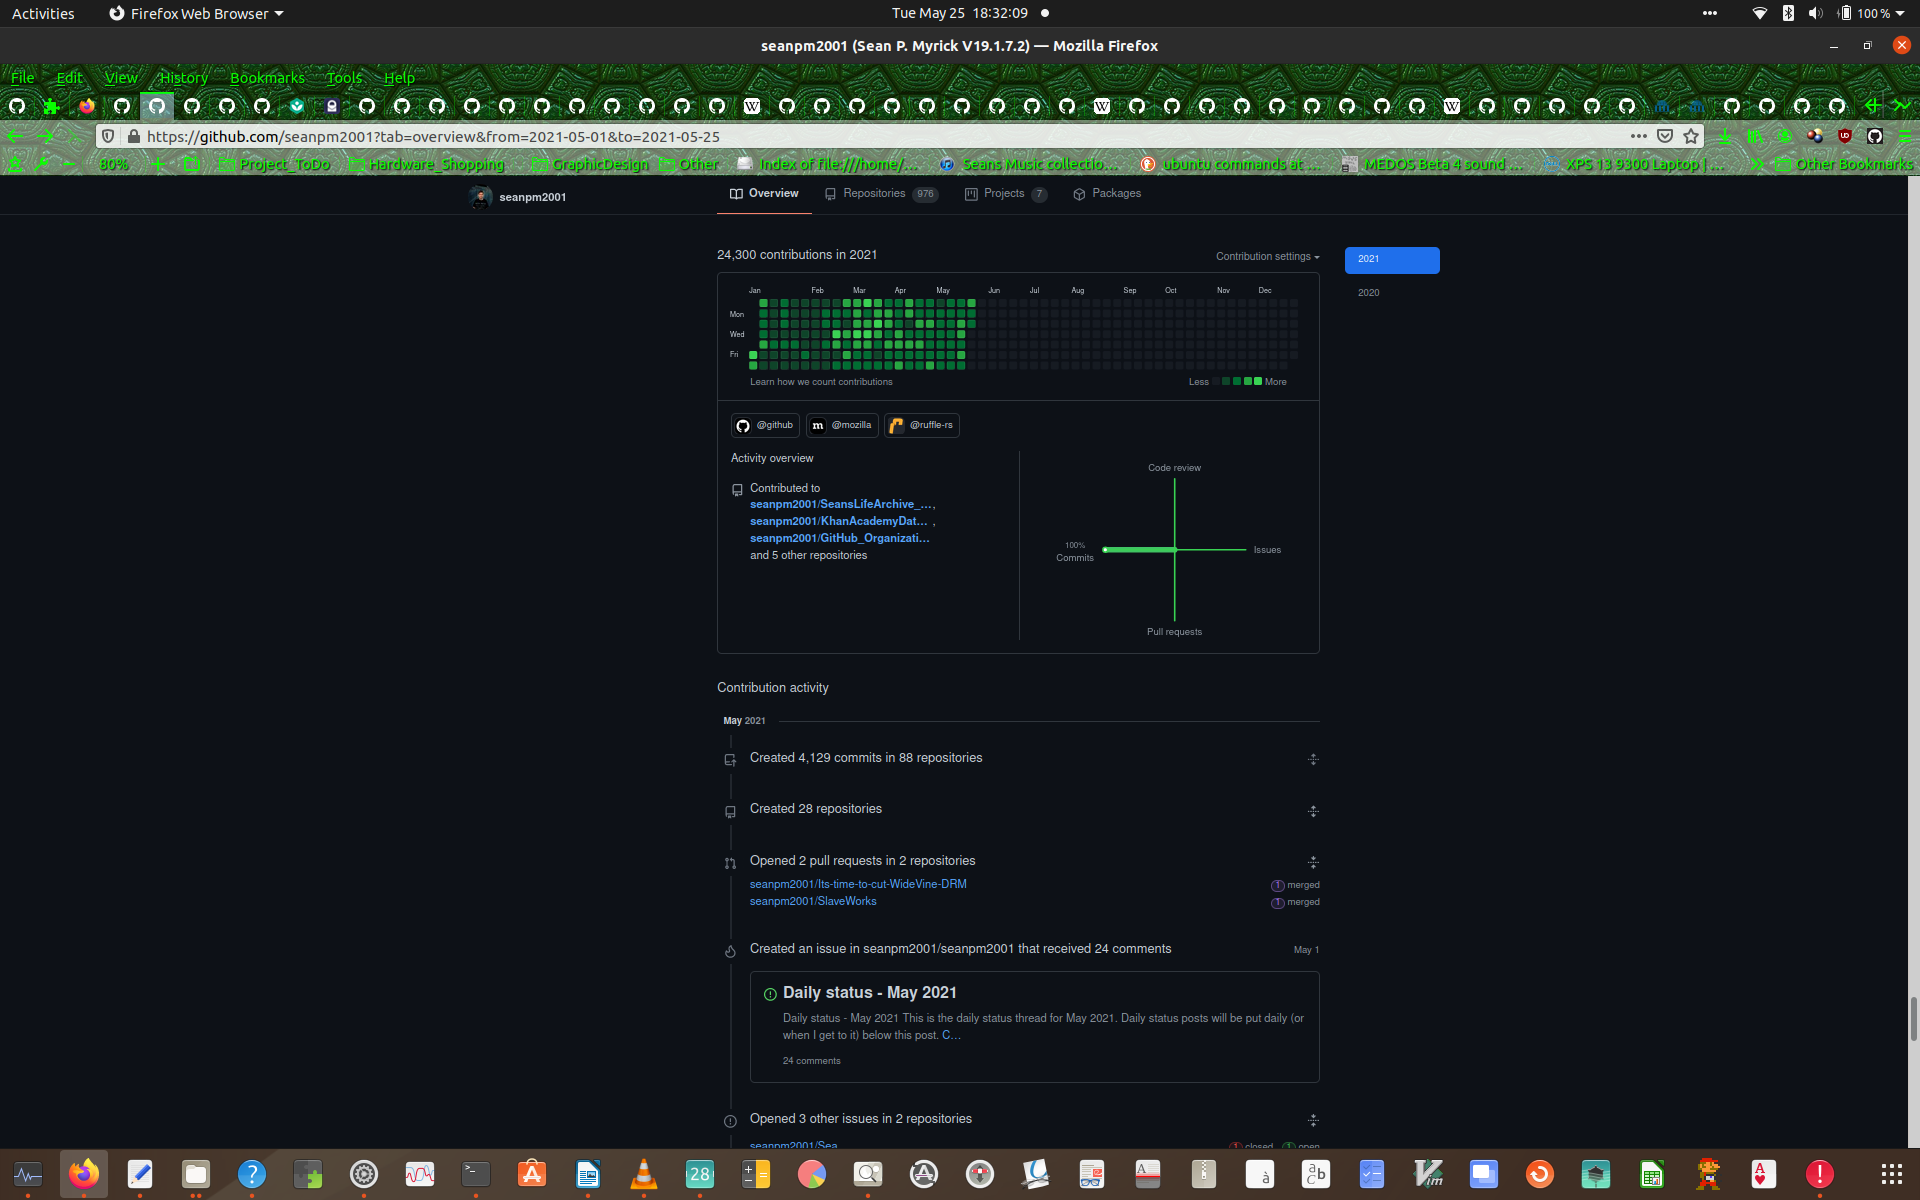 Activities Firefox Web Browser Tue May 25 18:32:09 100 %
seanpm2001 (Sean P. Myrick V19.1.7.2) — Mozilla Firefox
File Edit View History Bookmarks Tools Help
https://github.com/seanpm2001?tab=overview&from=2021-05-01&to=2021-05-25
80% Project_ToDo Hardware_Shopping GraphicDesign Other Index of file:///home/… Seans Music collectio… ubuntu commands at … MEDOS Beta 4 sound … XPS 13 9300 Laptop | … Other Bookmarks
seanpm2001 Overview Repositories 976 Projects 7 Packages
24,300 contributions in 2021 Contribution settings 2021
2020
Jan Feb Mar Apr May Jun Jul Aug Sep Oct Nov Dec
Mon
Wed
Fri
Learn how we count contributions Less More
@github @mozilla @ruffle-rs
Activity overview
Contributed to
seanpm2001/SeansLifeArchive_…,
seanpm2001/KhanAcademyDat… ,
seanpm2001/GitHub_Organizati…
and 5 other repositories
Code review
100%
Commits
Issues
Pull requests
Contribution activity
May 2021
Created 4,129 commits in 88 repositories
Created 28 repositories
Opened 2 pull requests in 2 repositories
seanpm2001/Its-time-to-cut-WideVine-DRM 1 merged
seanpm2001/SlaveWorks 1 merged
Created an issue in seanpm2001/seanpm2001 that received 24 comments May 1
Daily status - May 2021
Daily status - May 2021 This is the daily status thread for May 2021. Daily status posts will be put daily (or
when I get to it) below this post. C…
24 comments
Opened 3 other issues in 2 repositories
seanpm2001/Sea 1 closed 1 open
28